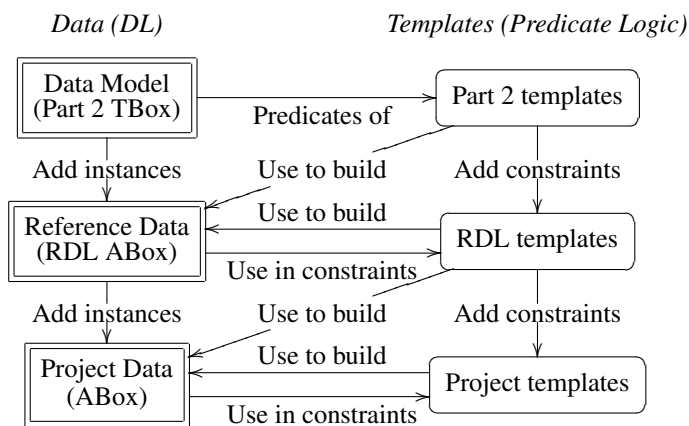 Data (DL)
Templates (Predicate Logic)
Data Model
(Part 2 TBox)
Predicates of
Part 2 templates
Add instances
Use to build
Add constraints
Use to build
Reference Data
(RDL ABox)
RDL templates
Use in constraints
Add instances
Use to build
Add constraints
Use to build
Project Data
(ABox)
Project templates
Use in constraints